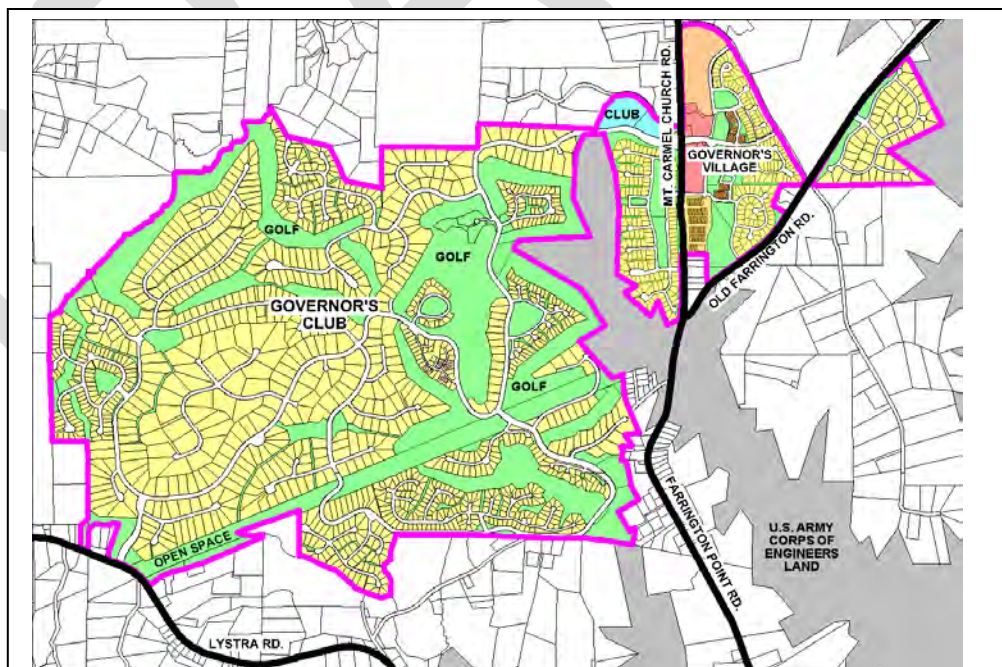 CLUB
MT. CARMEL CHURCH RD.
GOVERNOR'S
VILLAGE
GOLF
GOLF
GOVERNOR'S
CLUB
OLD FARRINGTON RD.
GOLF
FARRINGTON POINT RD.
U.S. ARMY
CORPS OF
ENGINEERS
LAND
OPEN SPACE
LYSTRA RD.